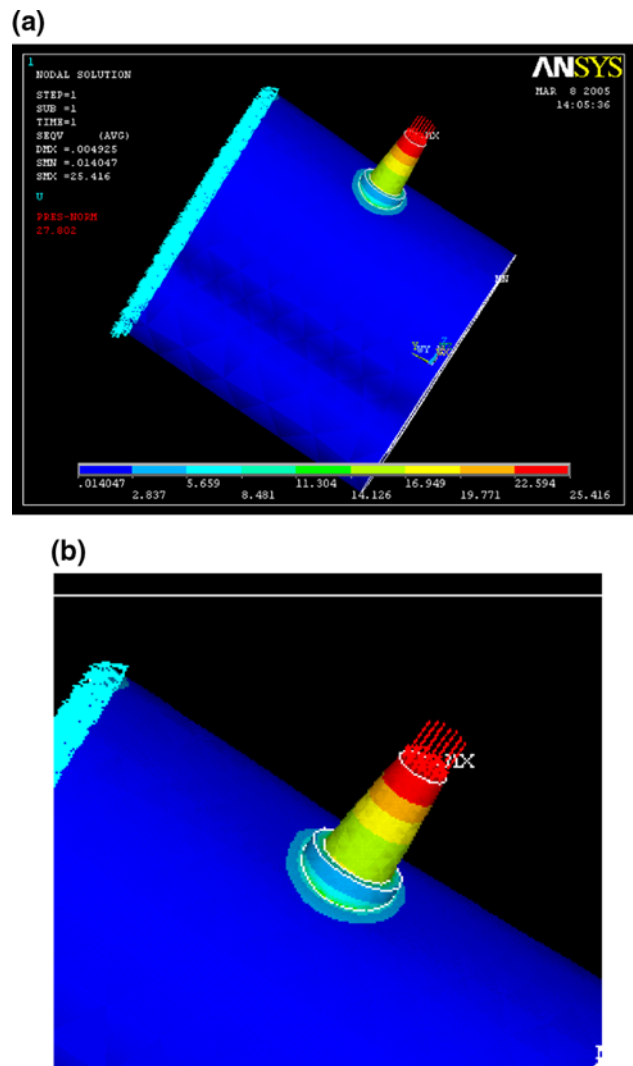 (a)
1
NODAL SOLUTION
STEP=1
SUB =1
TIME=1
SEQV (AVG)
DMX =.004925
SMN =.014047
SMX =25.416
U
PRES-NORM
27.802
ANSYS
MAR 8 2005
14:05:36
MX
MN
.014047 5.659 11.304 16.949 22.594
2.837 8.481 14.126 19.771 25.416
(b)
MX